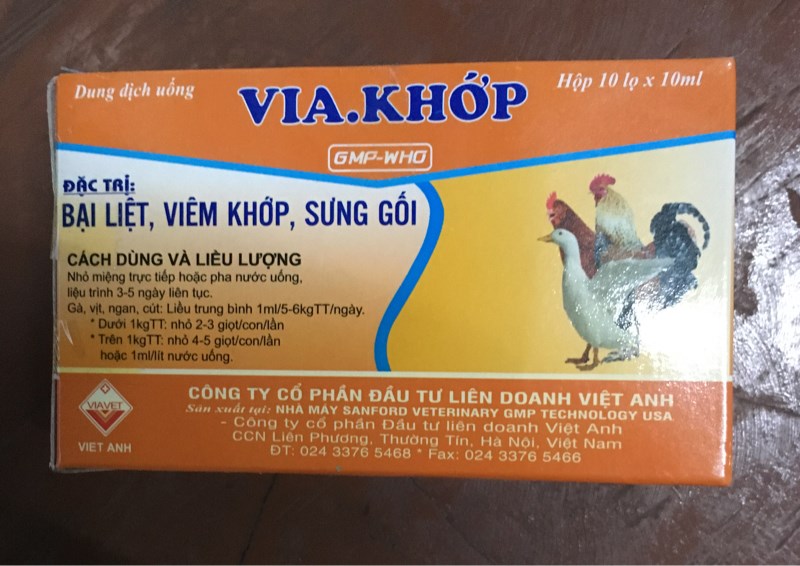 Dung dịch uống
VIA.KHỚP
Hộp 10 lọ x 10ml
GMP-WHO
ĐẶC TRỊ:
BẠI LIỆT, VIÊM KHỚP, SƯNG GỐI
CÁCH DÙNG VÀ LIỀU LƯỢNG
Nhỏ miệng trực tiếp hoặc pha nước uống,
liệu trình 3-5 ngày liên tục.
Gà, vịt, ngan, cút: Liều trung bình 1ml/5-6kgTT/ngày.
* Dưới 1kgTT: nhỏ 2-3 giọt/con/lần
* Trên 1kgTT: nhỏ 4-5 giọt/con/lần
hoặc 1ml/lít nước uống.
VIAVET
VIET ANH
CÔNG TY CỔ PHẦN ĐẦU TƯ LIÊN DOANH VIỆT ANH
Sản xuất tại: NHÀ MÁY SANFORD VETERINARY GMP TECHNOLOGY USA
- Công ty cổ phần Đầu tư liên doanh Việt Anh
CCN Liên Phương, Thường Tín, Hà Nội, Việt Nam
ĐT: 024 3376 5468 * Fax: 024 3376 5466